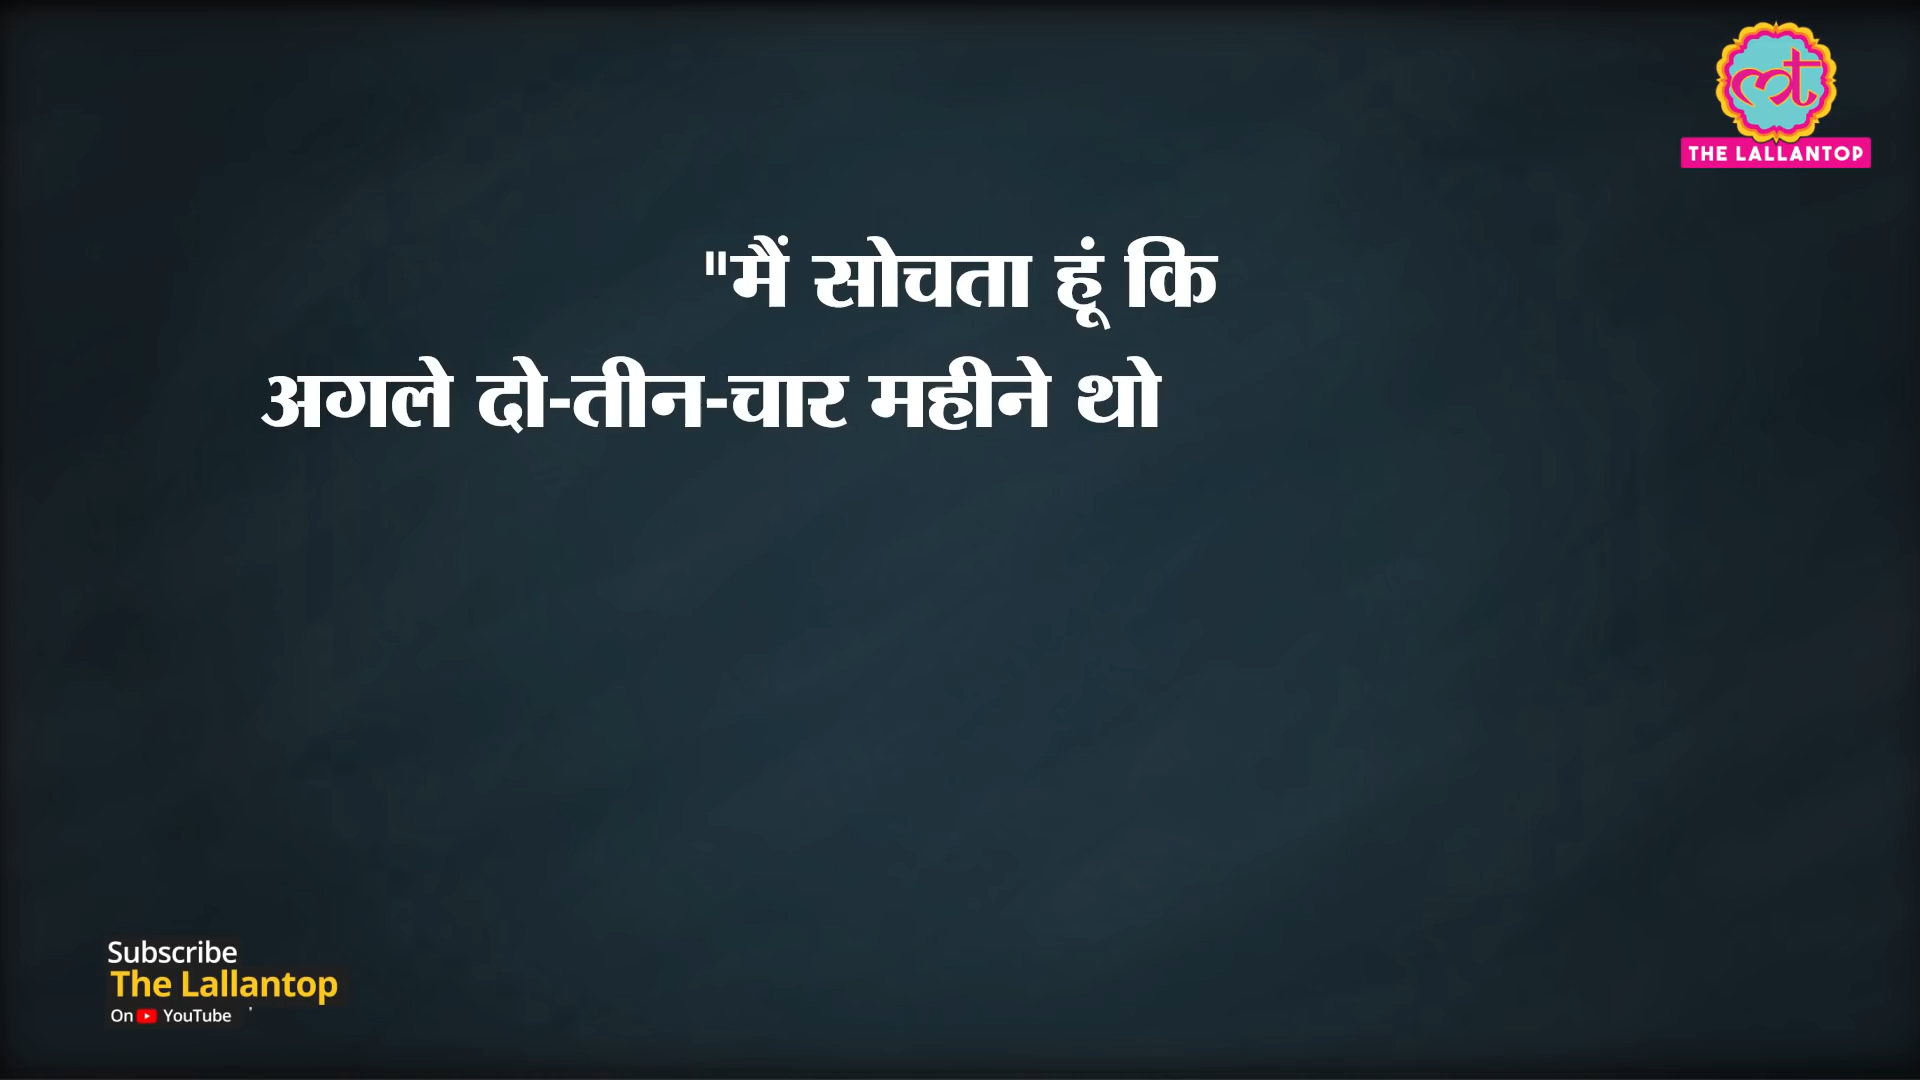 THE LALLANTOP
"मैं सोचता हूं कि
अगले दो-तीन-चार महीने थो
Subscribe
The Lallantop
On YouTube